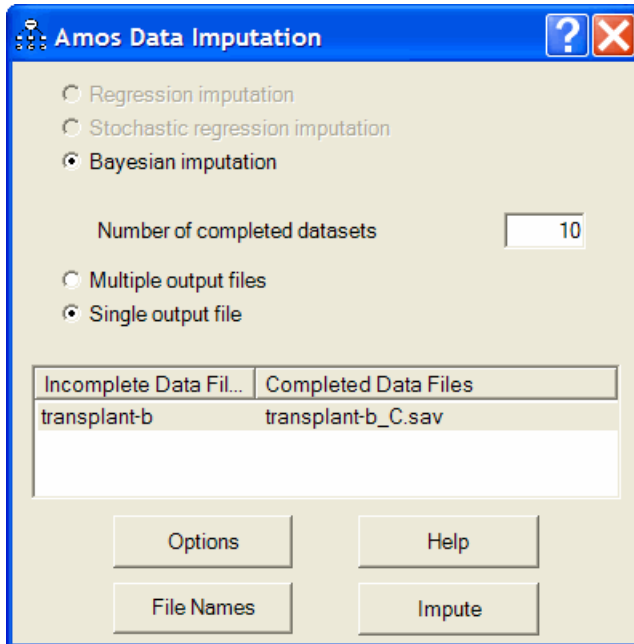 Amos Data Imputation
Regression imputation
Stochastic regression imputation
Bayesian imputation
Number of completed datasets 10
Multiple output files
Single output file
Incomplete Data Fil... Completed Data Files
transplant-b transplant-b_C.sav
Options Help
File Names Impute